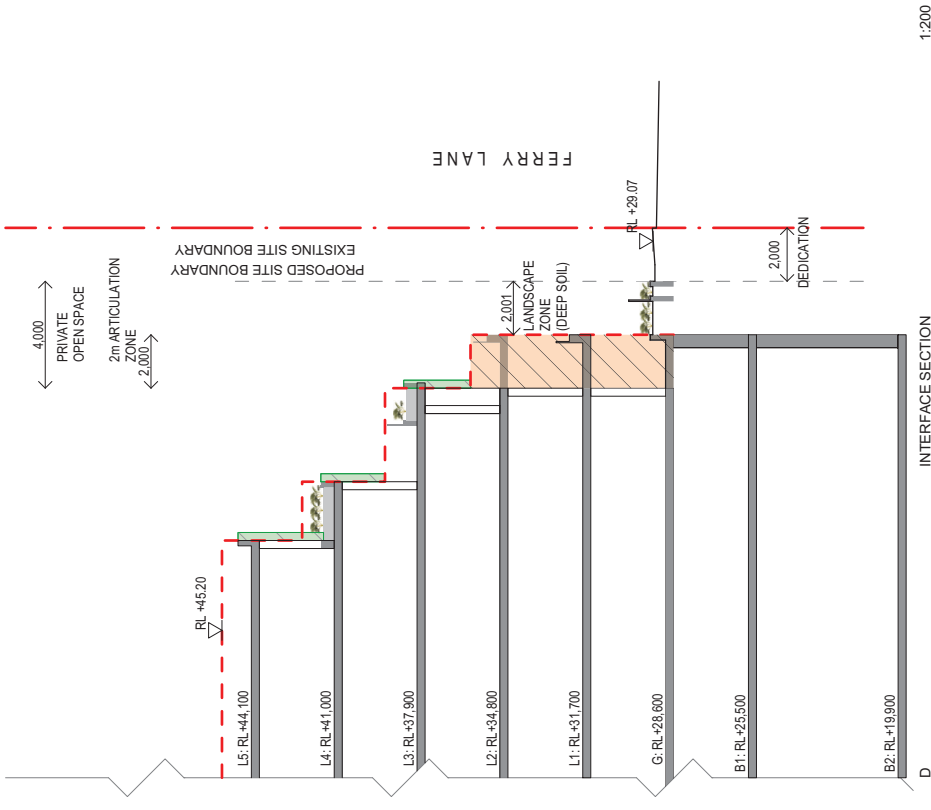 1:200
4,000
PRIVATE
OPEN SPACE
2m ARTICULATION
ZONE
2,000
EXISTING SITE BOUNDARY
PROPOSED SITE BOUNDARY
FERRY LANE
RL +29.07
2,001
LANDSCAPE
ZONE
(DEEP SOIL)
2,000
DEDICATION
RL +45.20
L5: RL+44,100
L4: RL+41,000
L3: RL+37,900
L2: RL+34,800
L1: RL+31,700
G: RL+28,600
B1: RL+25,500
B2: RL+19,900
D
INTERFACE SECTION